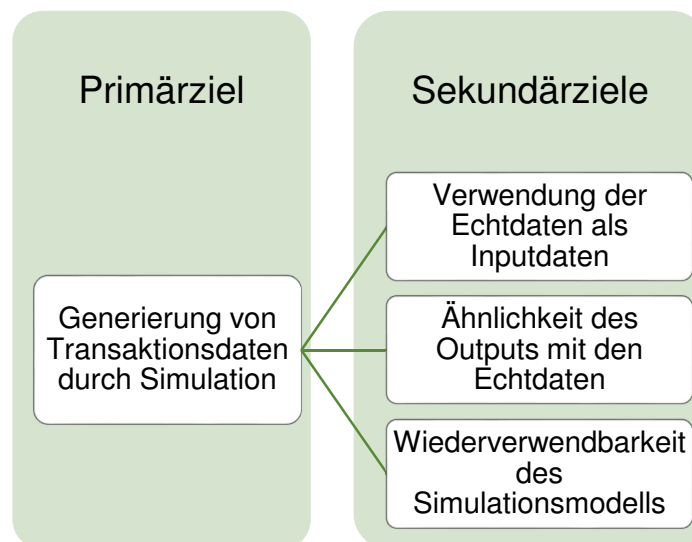 Primärziel
Generierung von
Transaktionsdaten
durch Simulation
Sekundärziele
Verwendung der
Echtdaten als
Inputdaten
Ähnlichkeit des
Outputs mit den
Echtdaten
Wiederverwendbarkeit
des
Simulationsmodells